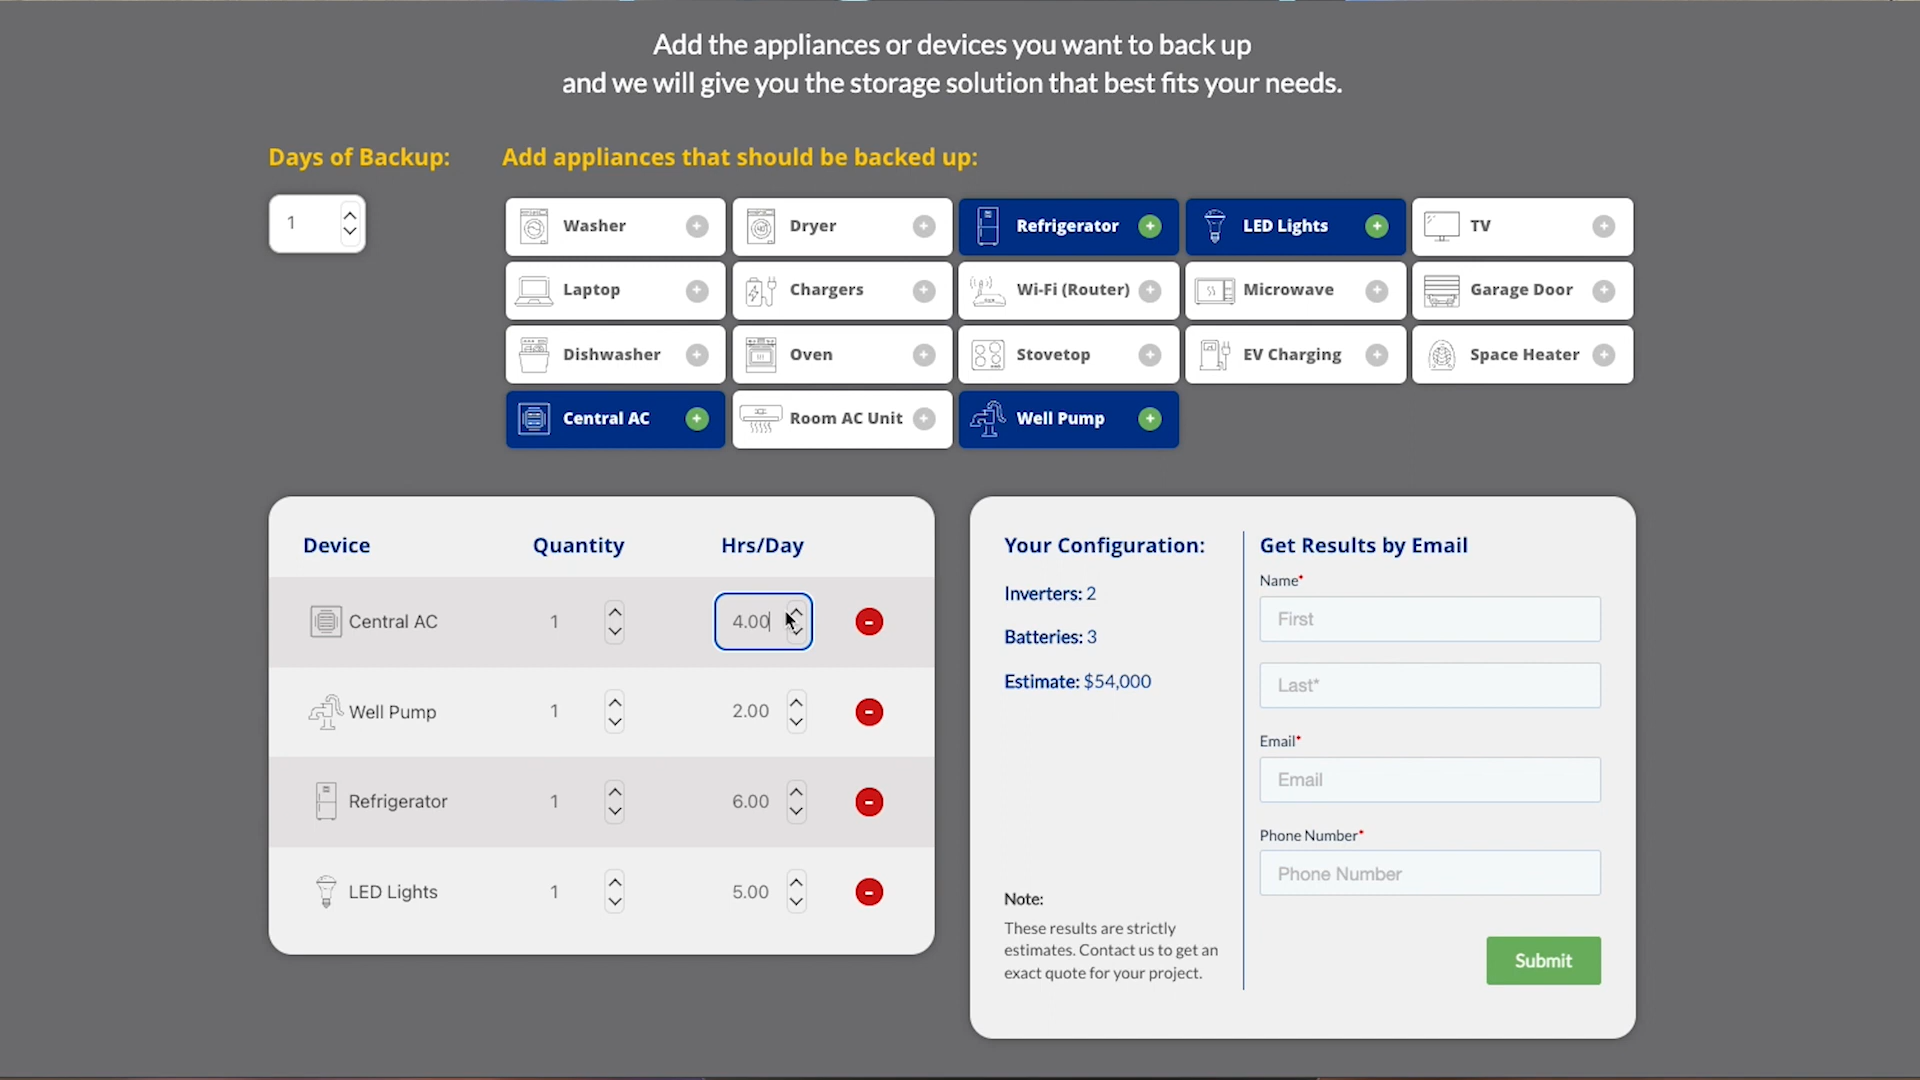 Add the appliances or devices you want to back up
and we will give you the storage solution that best fits your needs.
Days of Backup:
1
Add appliances that should be backed up:
Washer
Dryer
Refrigerator
LED Lights
TV
Laptop
Chargers
Wi-Fi (Router)
Microwave
Garage Door
Dishwasher
Oven
Stovetop
EV Charging
Space Heater
Central AC
Room AC Unit
Well Pump
Device Quantity Hrs/Day
Central AC 1 4.00
Well Pump 1 2.00
Refrigerator 1 6.00
LED Lights 1 5.00
Your Configuration:
Inverters: 2
Batteries: 3
Estimate: $54,000
Note:
These results are strictly
estimates. Contact us to get an
exact quote for your project.
Get Results by Email
Name*
First
Last*
Email*
Email
Phone Number*
Phone Number
Submit